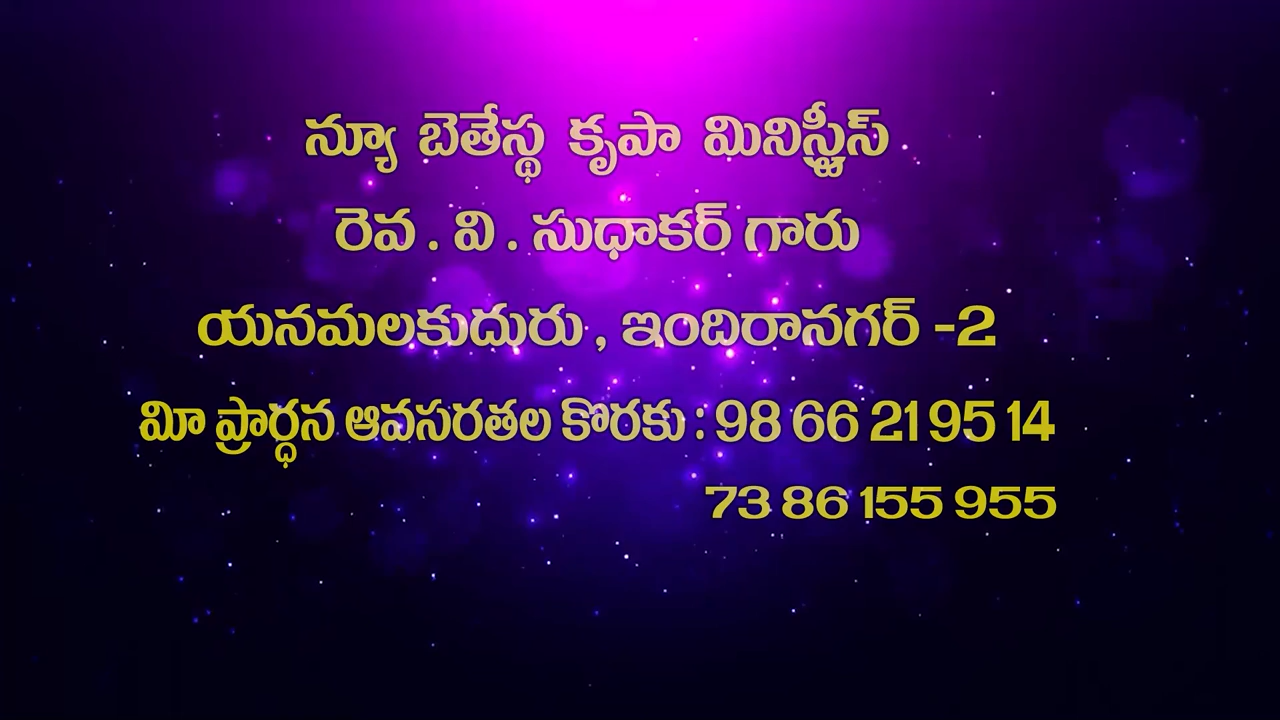 న్యూ బెతేస్థ కృపా మినిస్ట్రీస్
రెవ . వి . సుధాకర్ గారు
యనమలకుదురు , ఇందిరానగర్ -2
మీ ప్రార్ధన ఆవసరతల కొరకు : 98 66 21 95 14
73 86 155 955